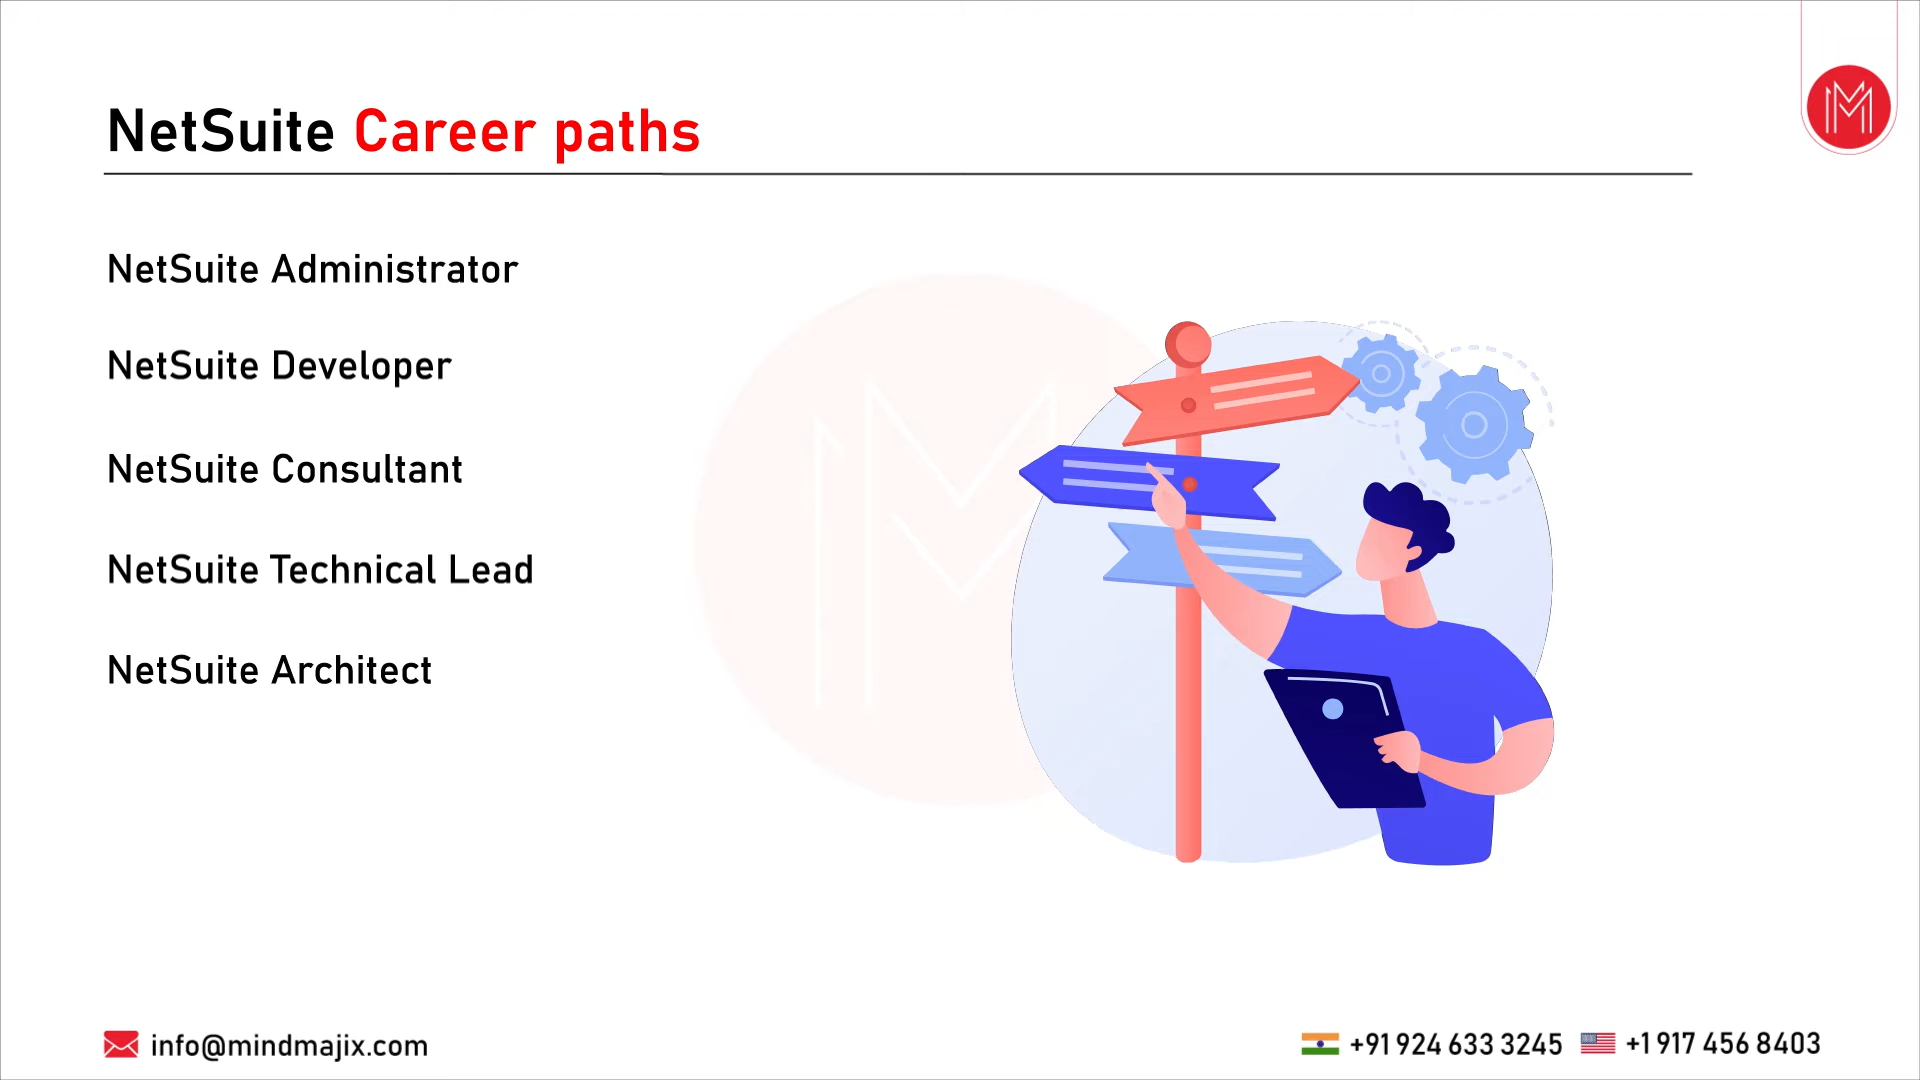 NetSuite Career paths
NetSuite Administrator
NetSuite Developer
NetSuite Consultant
NetSuite Technical Lead
NetSuite Architect
info@mindmajix.com
+91 924 633 3245
+1 917 456 8403